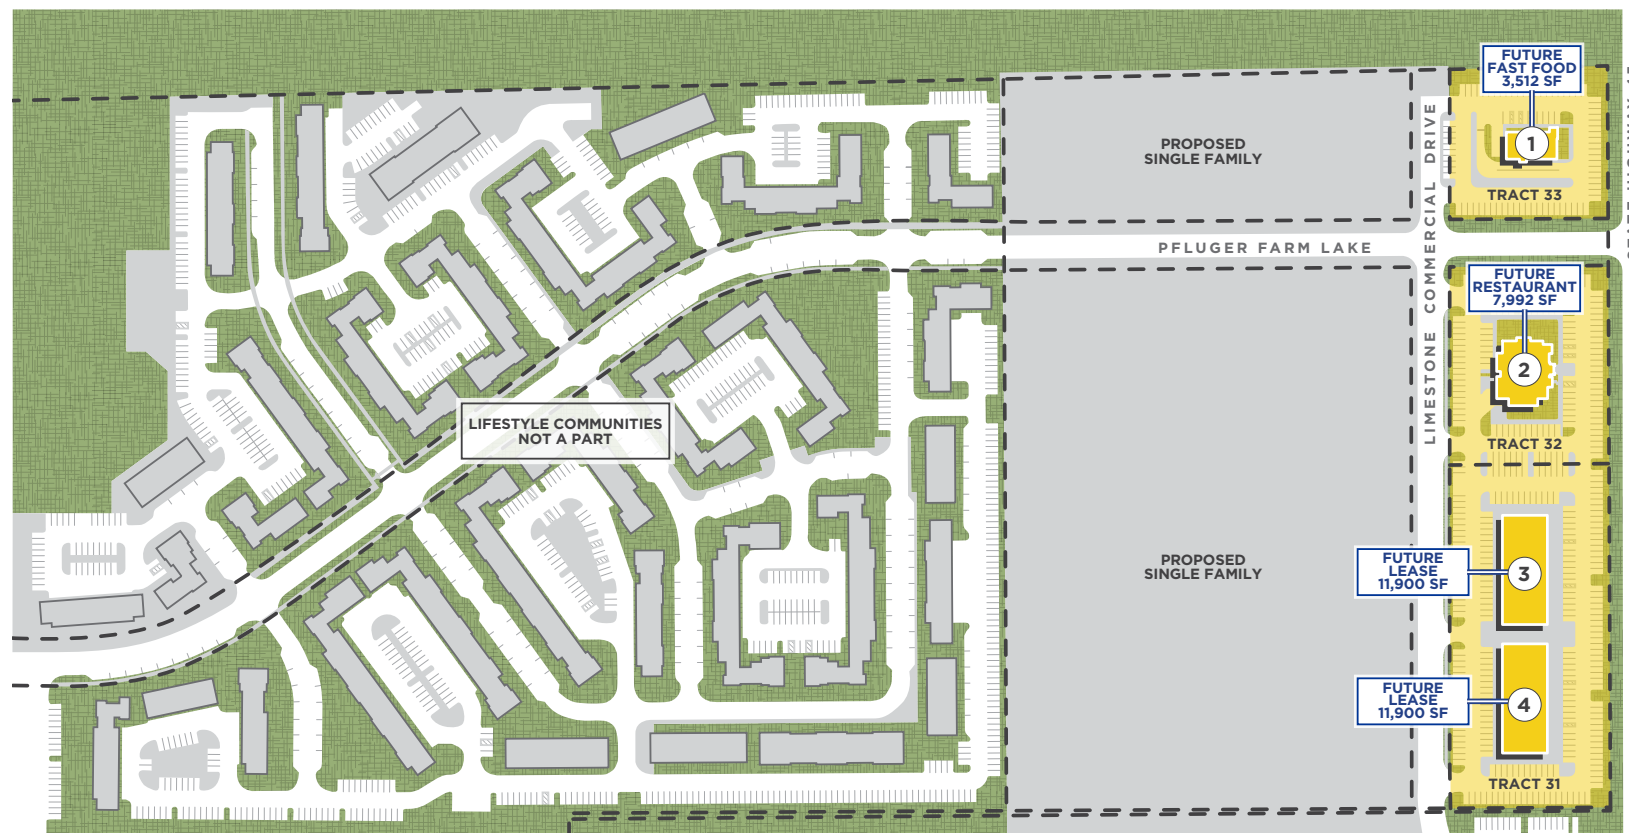 FUTURE
FAST FOOD
3,512 SF
1
TRACT 33
PROPOSED
SINGLE FAMILY
LIMESTONE COMMERCIAL DRIVE
PFLUGER FARM LAKE
FUTURE
RESTAURANT
7,992 SF
2
TRACT 32
LIFESTYLE COMMUNITIES
NOT A PART
PROPOSED
SINGLE FAMILY
FUTURE
LEASE
11,900 SF
3
FUTURE
LEASE
11,900 SF
4
TRACT 31